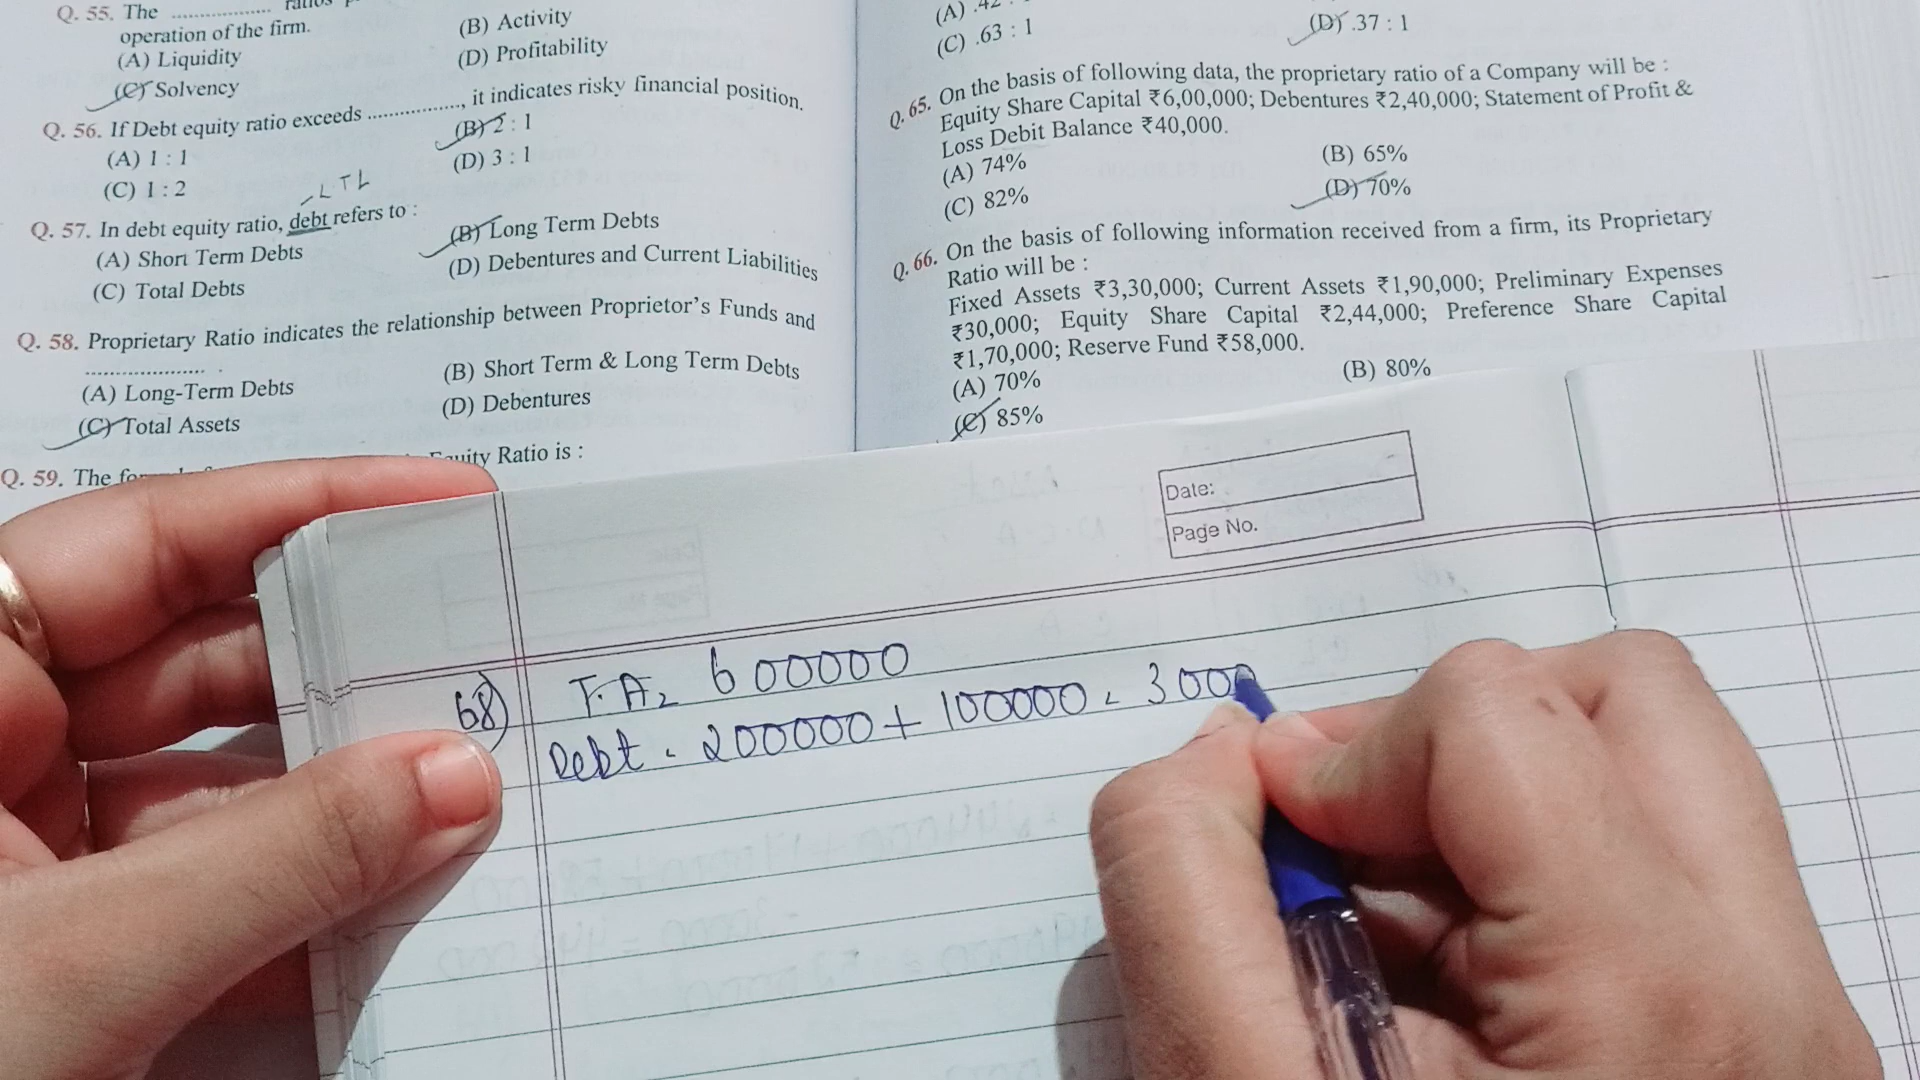 Q. 55. The .................. ratios
operation of the firm.
(A) Liquidity
(B) Activity
(C) Solvency
(D) Profitability
Q. 56. If Debt equity ratio exceeds .................., it indicates risky financial position.
(A) 1 : 1
(B) 2 : 1
(C) 1 : 2
(D) 3 : 1
LTL
Q. 57. In debt equity ratio, debt refers to :
(A) Short Term Debts
(B) Long Term Debts
(C) Total Debts
(D) Debentures and Current Liabilities
Q. 58. Proprietary Ratio indicates the relationship between Proprietor's Funds and
..................... .
(A) Long-Term Debts
(B) Short Term & Long Term Debts
(C) Total Assets
(D) Debentures
Q. 59. The
Ratio is :
(A) .42 :
(C) .63 : 1
(D) .37 : 1
Q. 65. On the basis of following data, the proprietary ratio of a Company will be :
Equity Share Capital ₹6,00,000; Debentures ₹2,40,000; Statement of Profit &
Loss Debit Balance ₹40,000.
(A) 74%
(B) 65%
(C) 82%
(D) 70%
Q. 66. On the basis of following information received from a firm, its Proprietary
Ratio will be :
Fixed Assets ₹3,30,000; Current Assets ₹1,90,000; Preliminary Expenses
₹30,000; Equity Share Capital ₹2,44,000; Preference Share Capital
₹1,70,000; Reserve Fund ₹58,000.
(A) 70%
(B) 80%
(C) 85%
Date:
Page No.
68) T.A = 600000
Debt = 200000 + 100000 = 3000